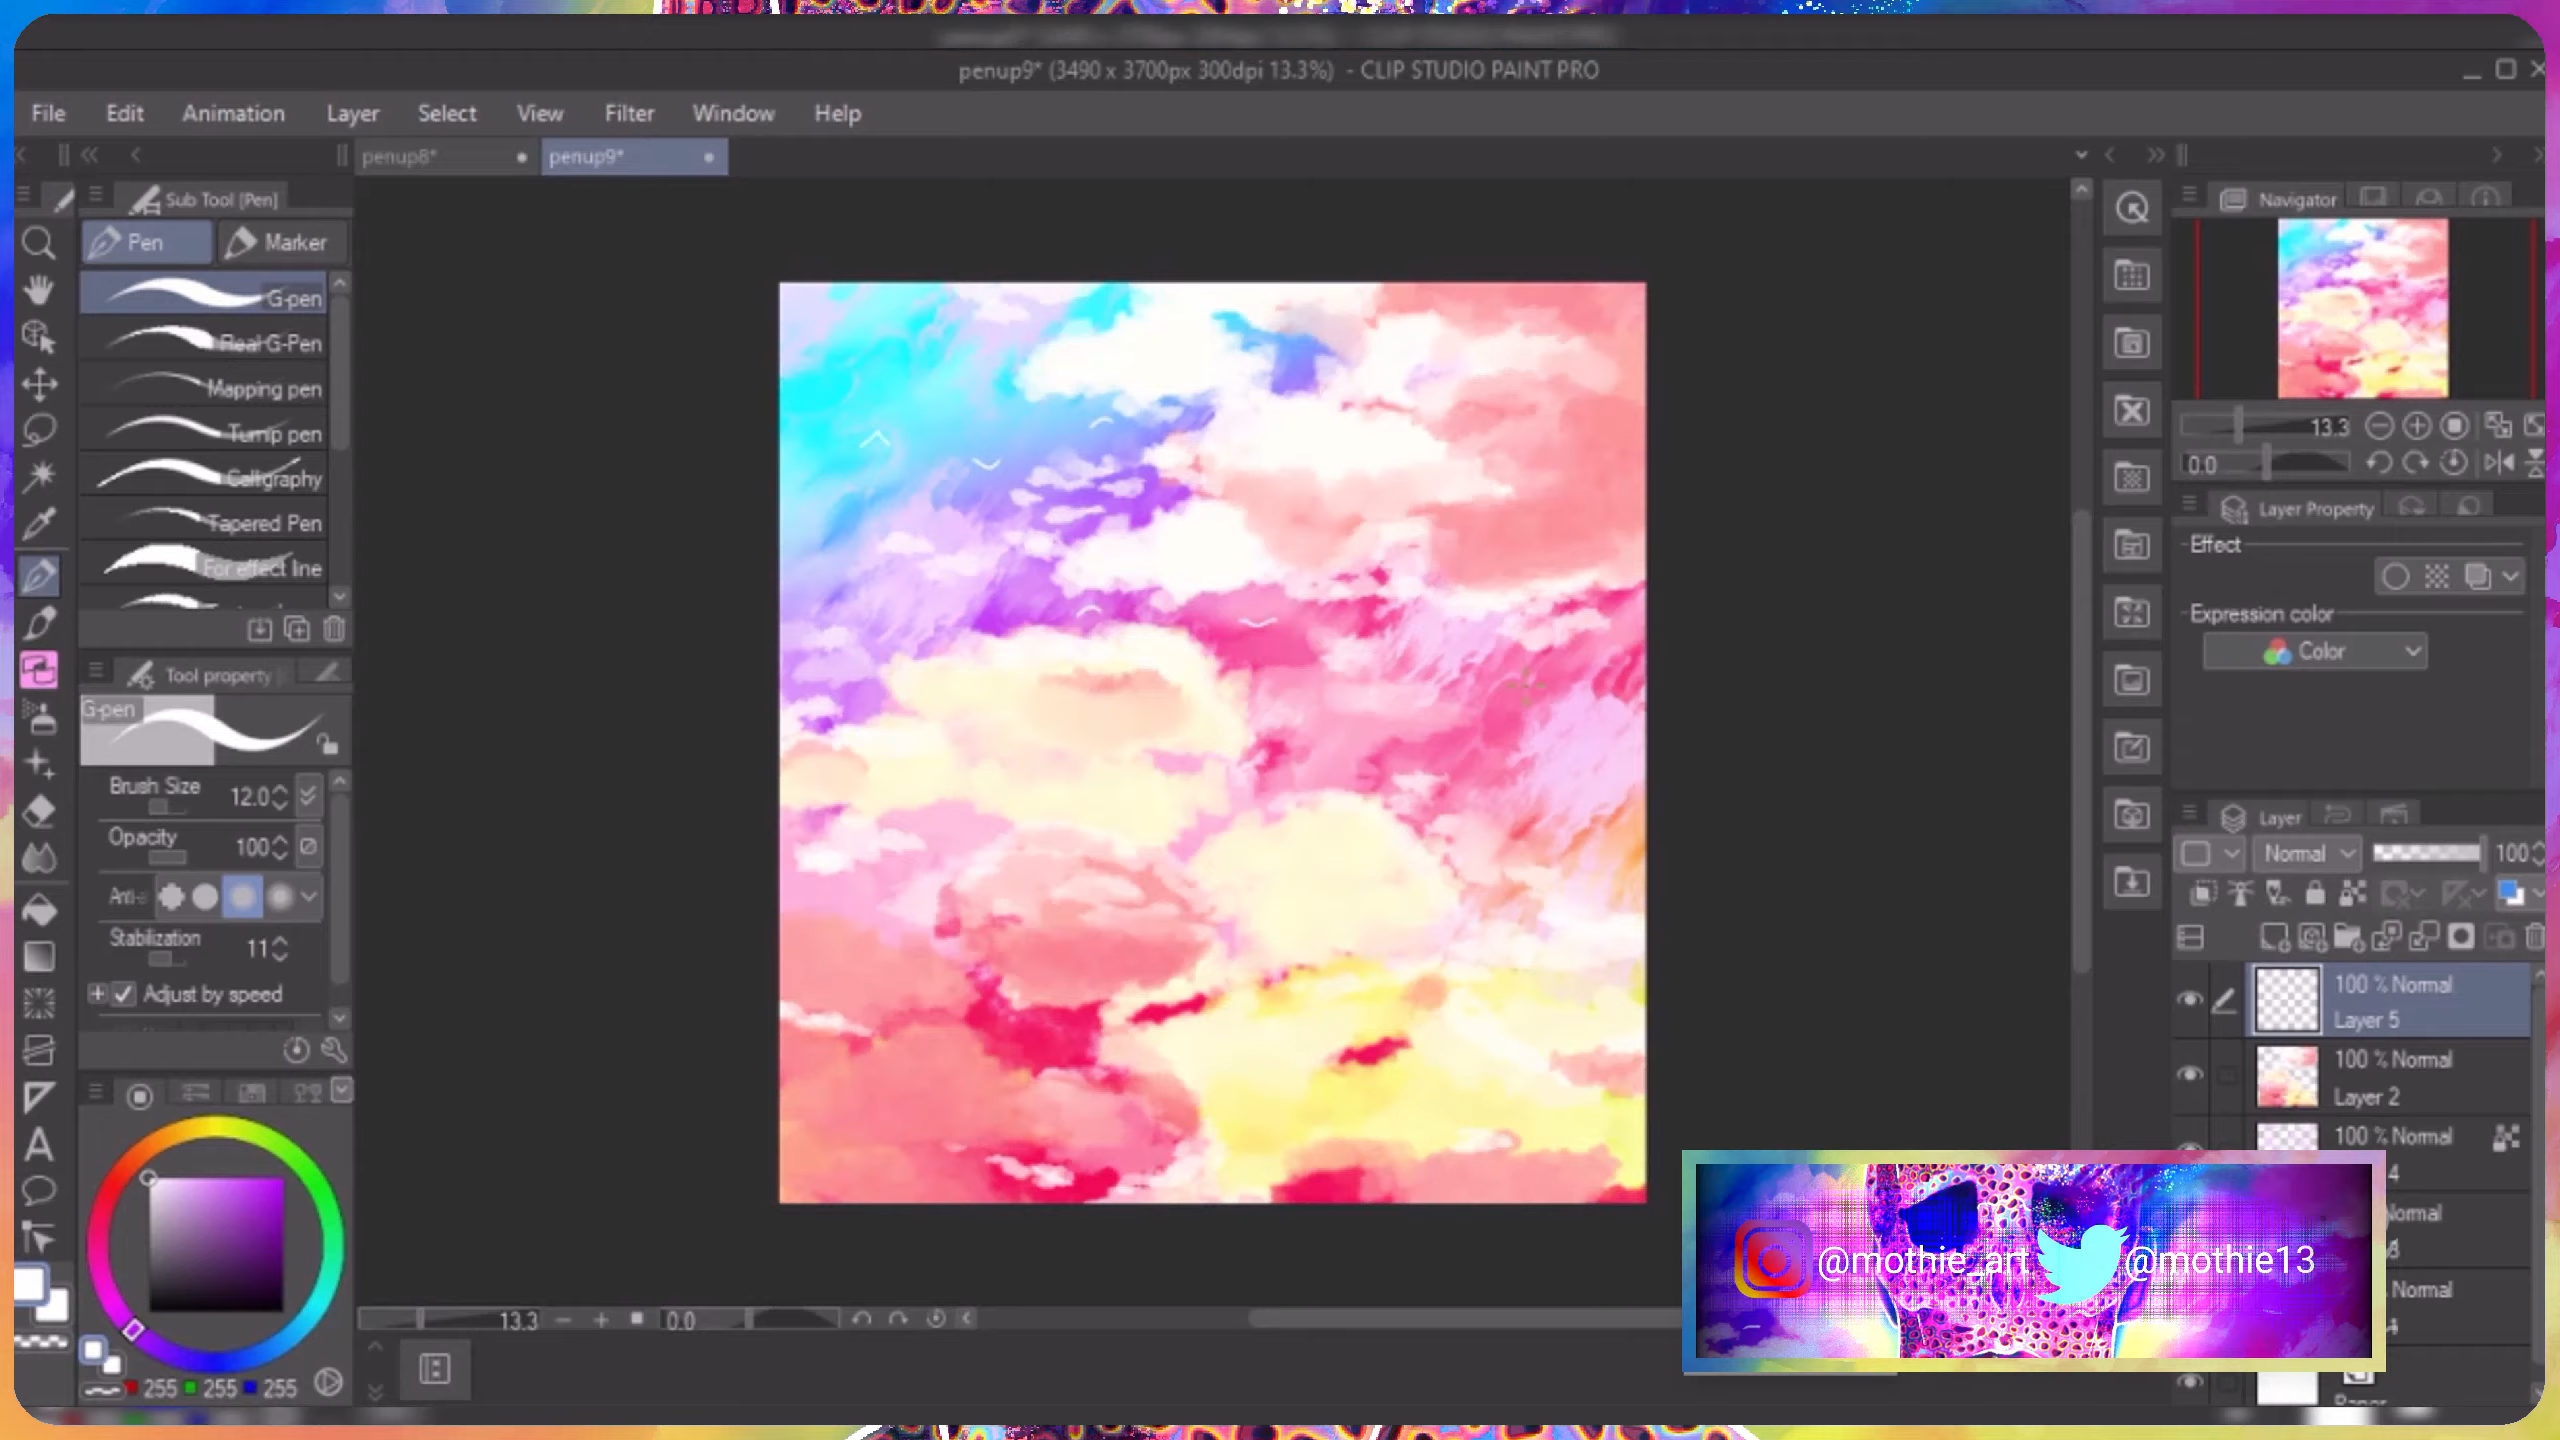 penup9* (3490 x 3700px 300dpi 13.3%) - CLIP STUDIO PAINT PRO
File Edit Animation Layer Select View Filter Window Help
penup8* penup9*
Sub Tool [Pen]
Pen Marker
G-pen
Real G-Pen
Mapping pen
Turnip pen
Calligraphy
Tapered Pen
For effect line
Tool property
G-pen
Brush Size 12.0
Opacity 100
Anti-
Stabilization 11
Adjust by speed
255 255 255
13.3 0.0
Navigator
13.3
0.0
Layer Property
Effect
Expression color
Color
Layer
Normal 100
100 % Normal
Layer 5
100 % Normal
Layer 2
100 % Normal
4
Normal
Normal
Paper
@mothie_art @mothie13